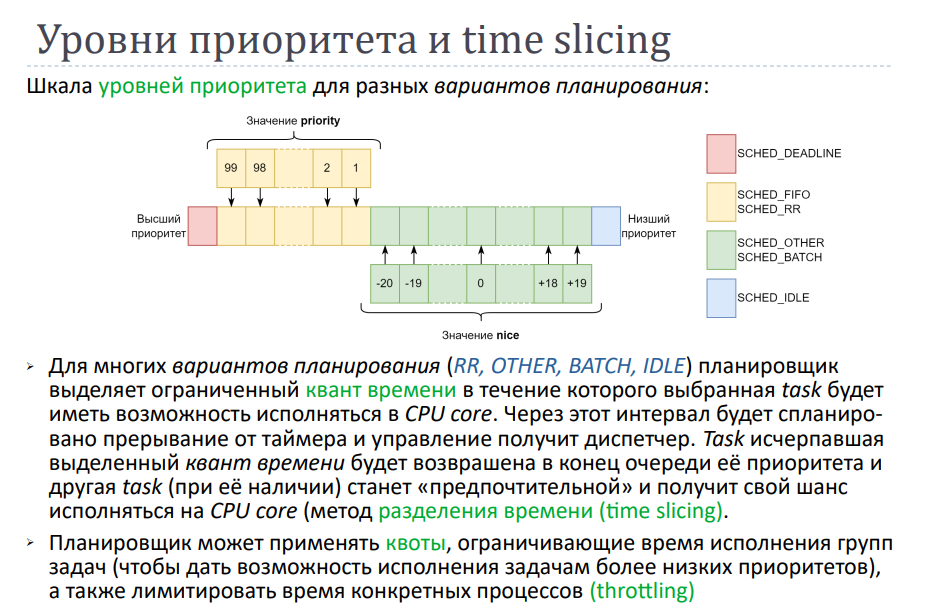 Уровни приоритета и time slicing
Шкала уровней приоритета для разных вариантов планирования:
Значение priority
99 98 2 1
Высший
приоритет
Низший
приоритет
-20 -19 0 +18 +19
Значение nice
SCHED_DEADLINE
SCHED_FIFO
SCHED_RR
SCHED_OTHER
SCHED_BATCH
SCHED_IDLE
Для многих вариантов планирования (RR, OTHER, BATCH, IDLE) планировщик
выделяет ограниченный квант времени в течение которого выбранная task будет
иметь возможность исполняться в CPU core. Через этот интервал будет спланиро-
вано прерывание от таймера и управление получит диспетчер. Task исчерпавшая
выделенный квант времени будет возврашена в конец очереди её приоритета и
другая task (при её наличии) станет «предпочтительной» и получит свой шанс
исполняться на CPU core (метод разделения времени (time slicing).
Планировщик может применять квоты, ограничивающие время исполнения групп
задач (чтобы дать возможность исполнения задачам более низких приоритетов),
а также лимитировать время конкретных процессов (throttling)